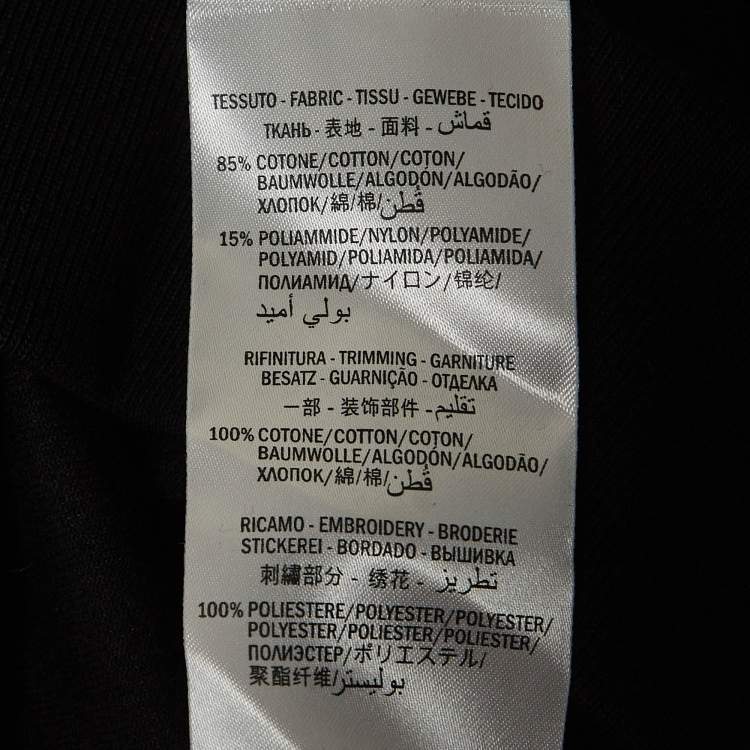 TESSUTO - FABRIC - TISSU - GEWEBE - TECIDO
ТКАНЬ - 表地 - 面料 - قماش
85% COTONE/COTTON/COTON/
BAUMWOLLE/ALGODÓN/ALGODÃO/
ХЛОПОК/綿/棉/قُطن
15% POLIAMMIDE/NYLON/POLYAMIDE/
POLYAMID/POLIAMIDA/POLIAMIDA/
ПОЛИАМИД/ナイロン/锦纶/
بولي أميد
RIFINITURA - TRIMMING - GARNITURE
BESATZ - GUARNIÇÃO - ОТДЕЛКА
一部 - 装饰部件 - تقليم
100% COTONE/COTTON/COTON/
BAUMWOLLE/ALGODÓN/ALGODÃO/
ХЛОПОК/綿/棉/قُطن
RICAMO - EMBROIDERY - BRODERIE
STICKEREI - BORDADO - ВЫШИВКА
刺繍部分 - 绣花 - تطريز
100% POLIESTERE/POLYESTER/POLYESTER/
POLYESTER/POLIESTER/POLIESTER/
ПОЛИЭСТЕР/ポリエステル/
聚酯纤维/بوليستر